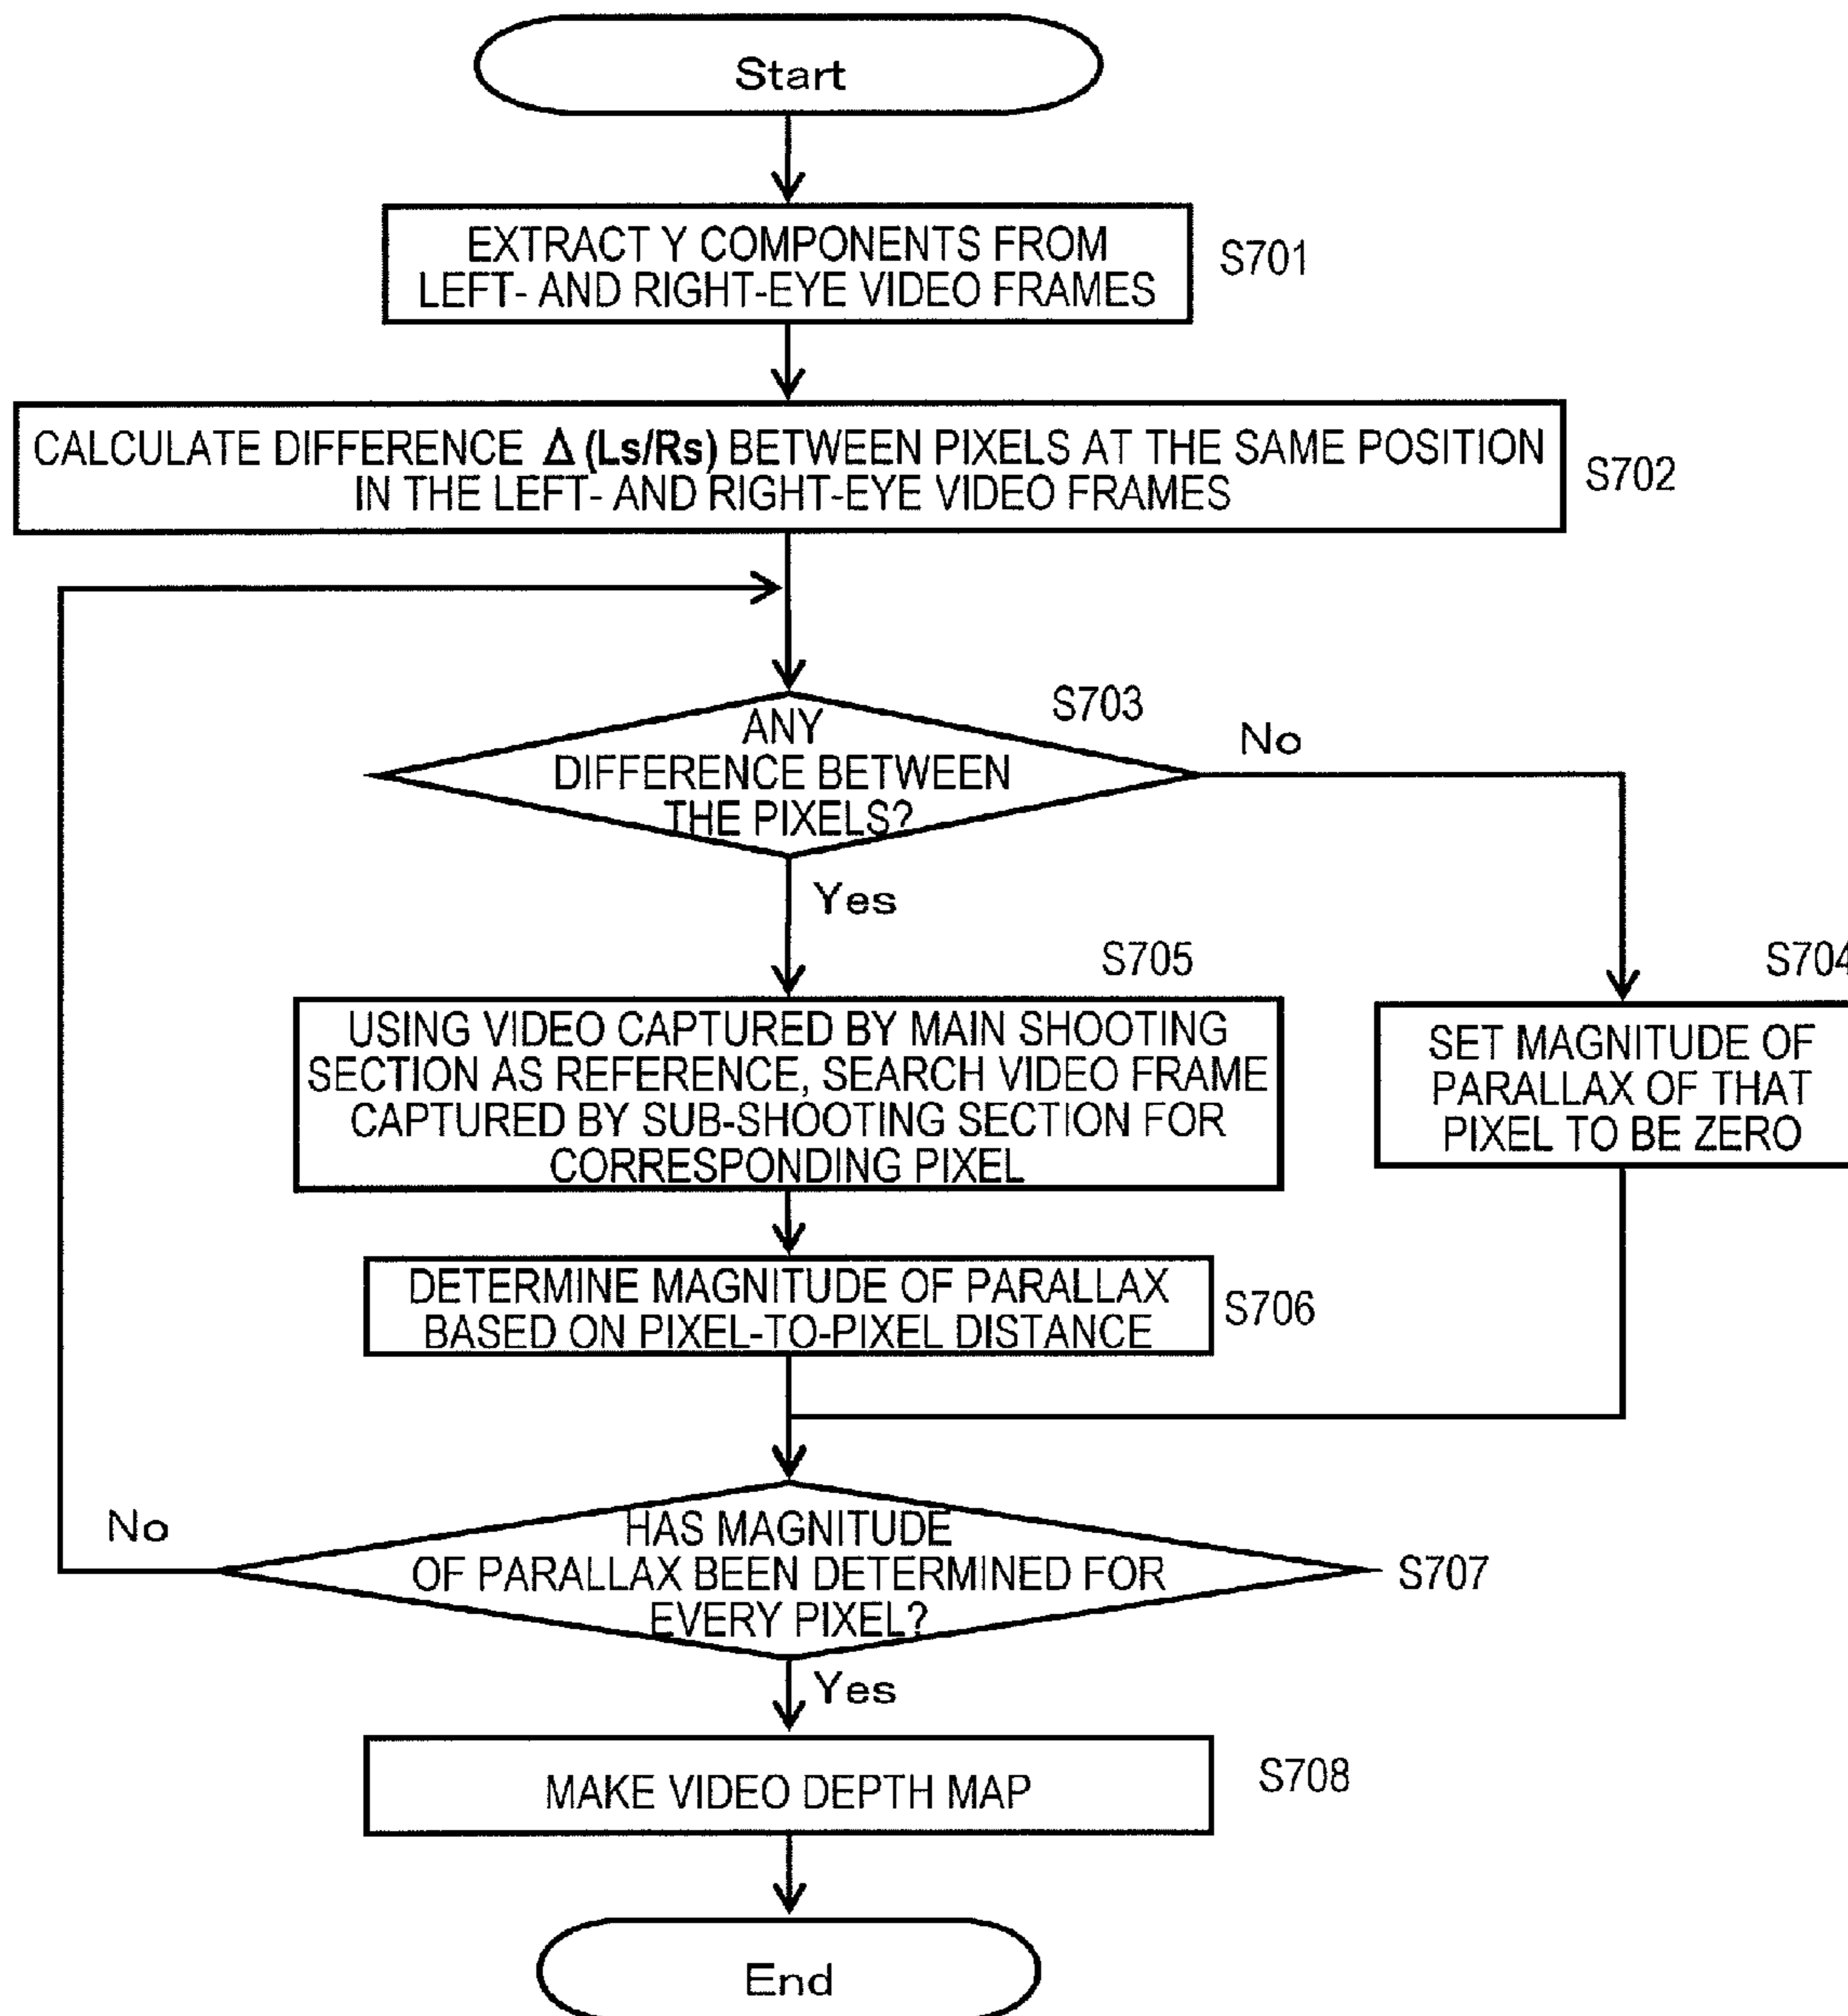 Start
EXTRACT Y COMPONENTS FROM
LEFT- AND RIGHT-EYE VIDEO FRAMES
S701
CALCULATE DIFFERENCE Δ (Ls/Rs) BETWEEN PIXELS AT THE SAME POSITION
IN THE LEFT- AND RIGHT-EYE VIDEO FRAMES
S702
S703
ANY
DIFFERENCE BETWEEN
THE PIXELS?
No
Yes
S705
USING VIDEO CAPTURED BY MAIN SHOOTING
SECTION AS REFERENCE, SEARCH VIDEO FRAME
CAPTURED BY SUB-SHOOTING SECTION FOR
CORRESPONDING PIXEL
S704
SET MAGNITUDE OF
PARALLAX OF THAT
PIXEL TO BE ZERO
DETERMINE MAGNITUDE OF PARALLAX
BASED ON PIXEL-TO-PIXEL DISTANCE
S706
No
HAS MAGNITUDE
OF PARALLAX BEEN DETERMINED FOR
EVERY PIXEL?
S707
Yes
MAKE VIDEO DEPTH MAP
S708
End